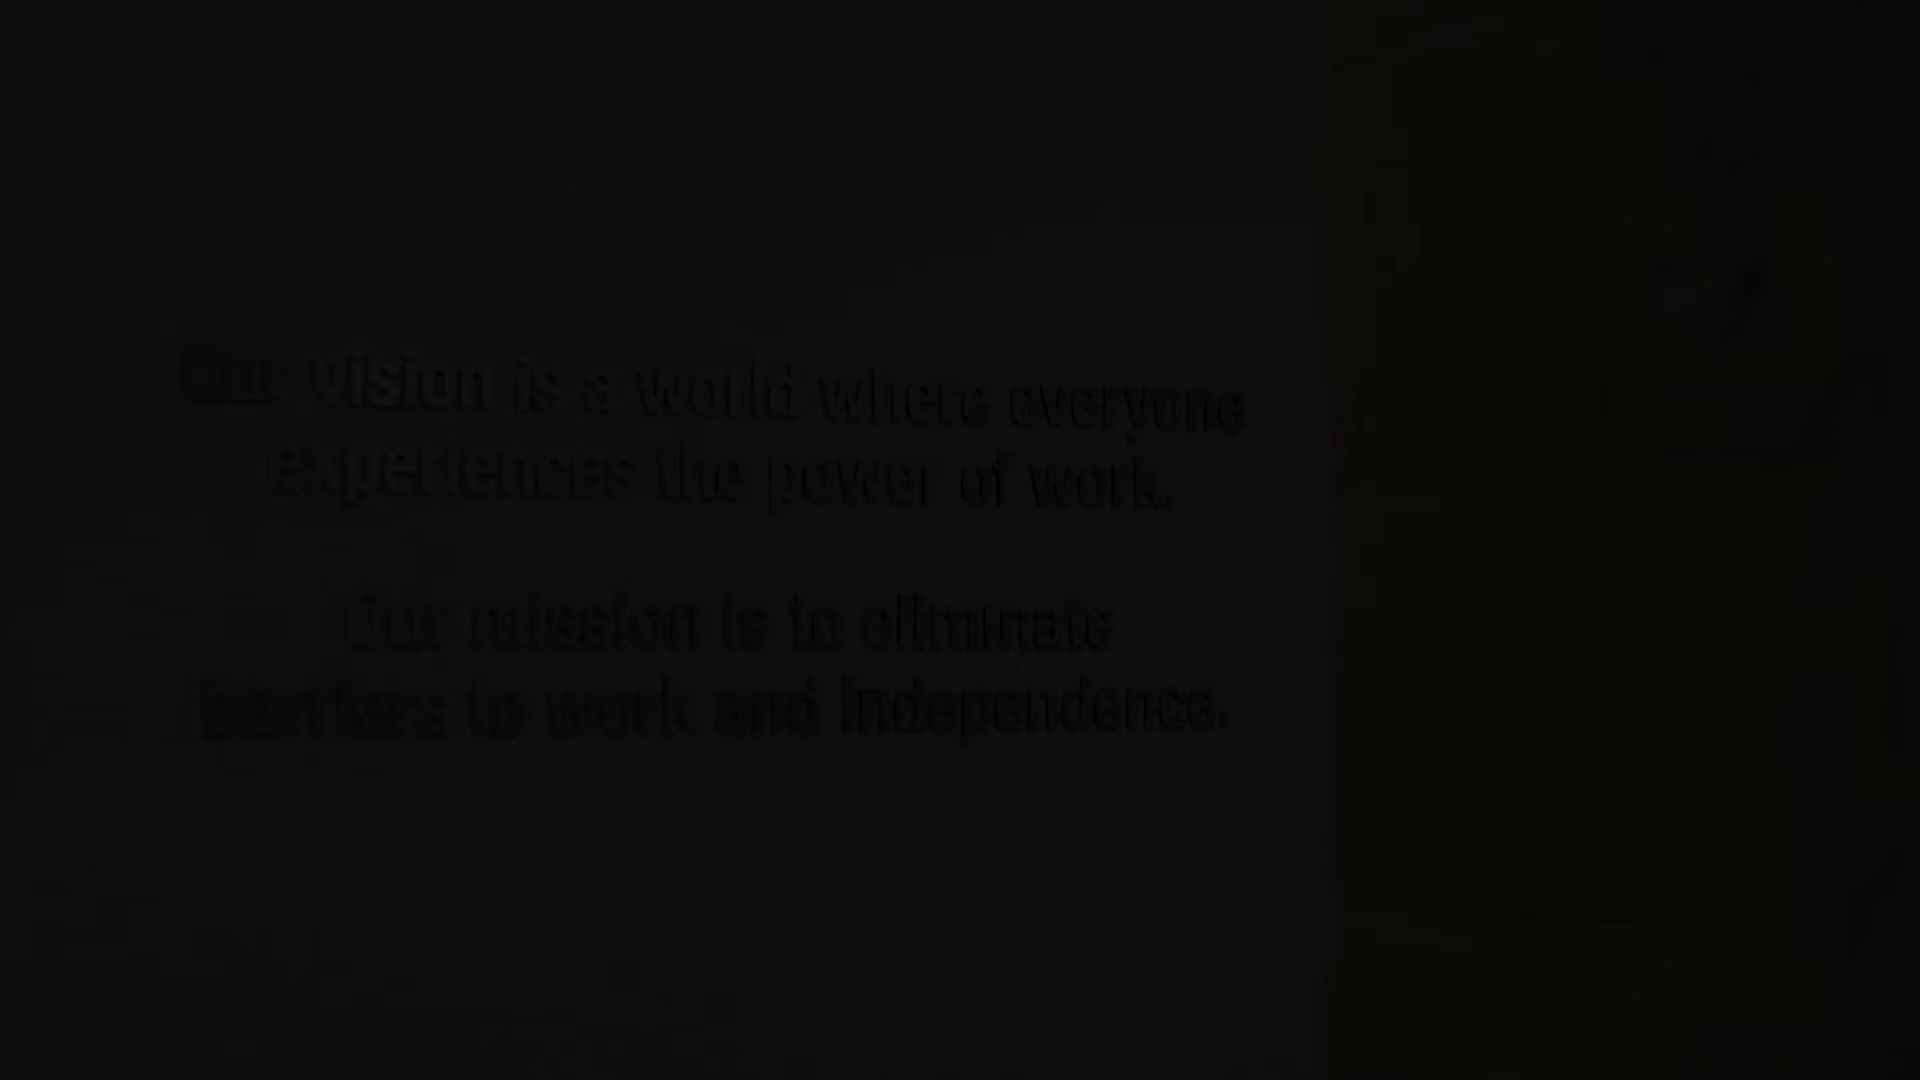 Our vision is a world where everyone
experiences the power of work.
Our mission is to eliminate
barriers to work and independence.